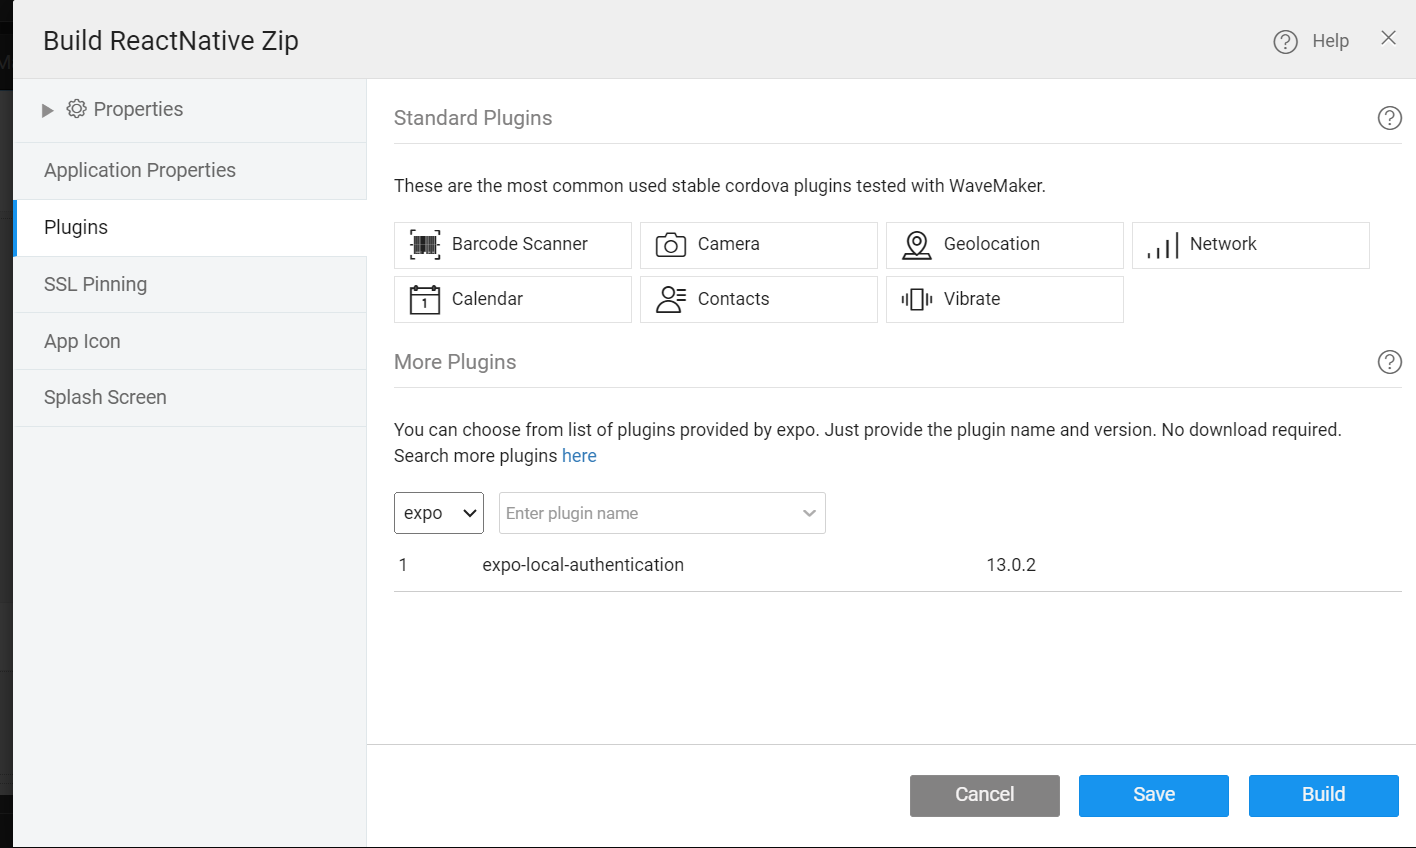 Build ReactNative Zip
Help
Properties
Application Properties
Plugins
SSL Pinning
App Icon
Splash Screen
Standard Plugins
These are the most common used stable cordova plugins tested with WaveMaker.
Barcode Scanner
Camera
Geolocation
Network
1
Calendar
Contacts
Vibrate
More Plugins
You can choose from list of plugins provided by expo. Just provide the plugin name and version. No download required.
Search more plugins here
expo
Enter plugin name
1 expo-local-authentication 13.0.2
Cancel
Save
Build